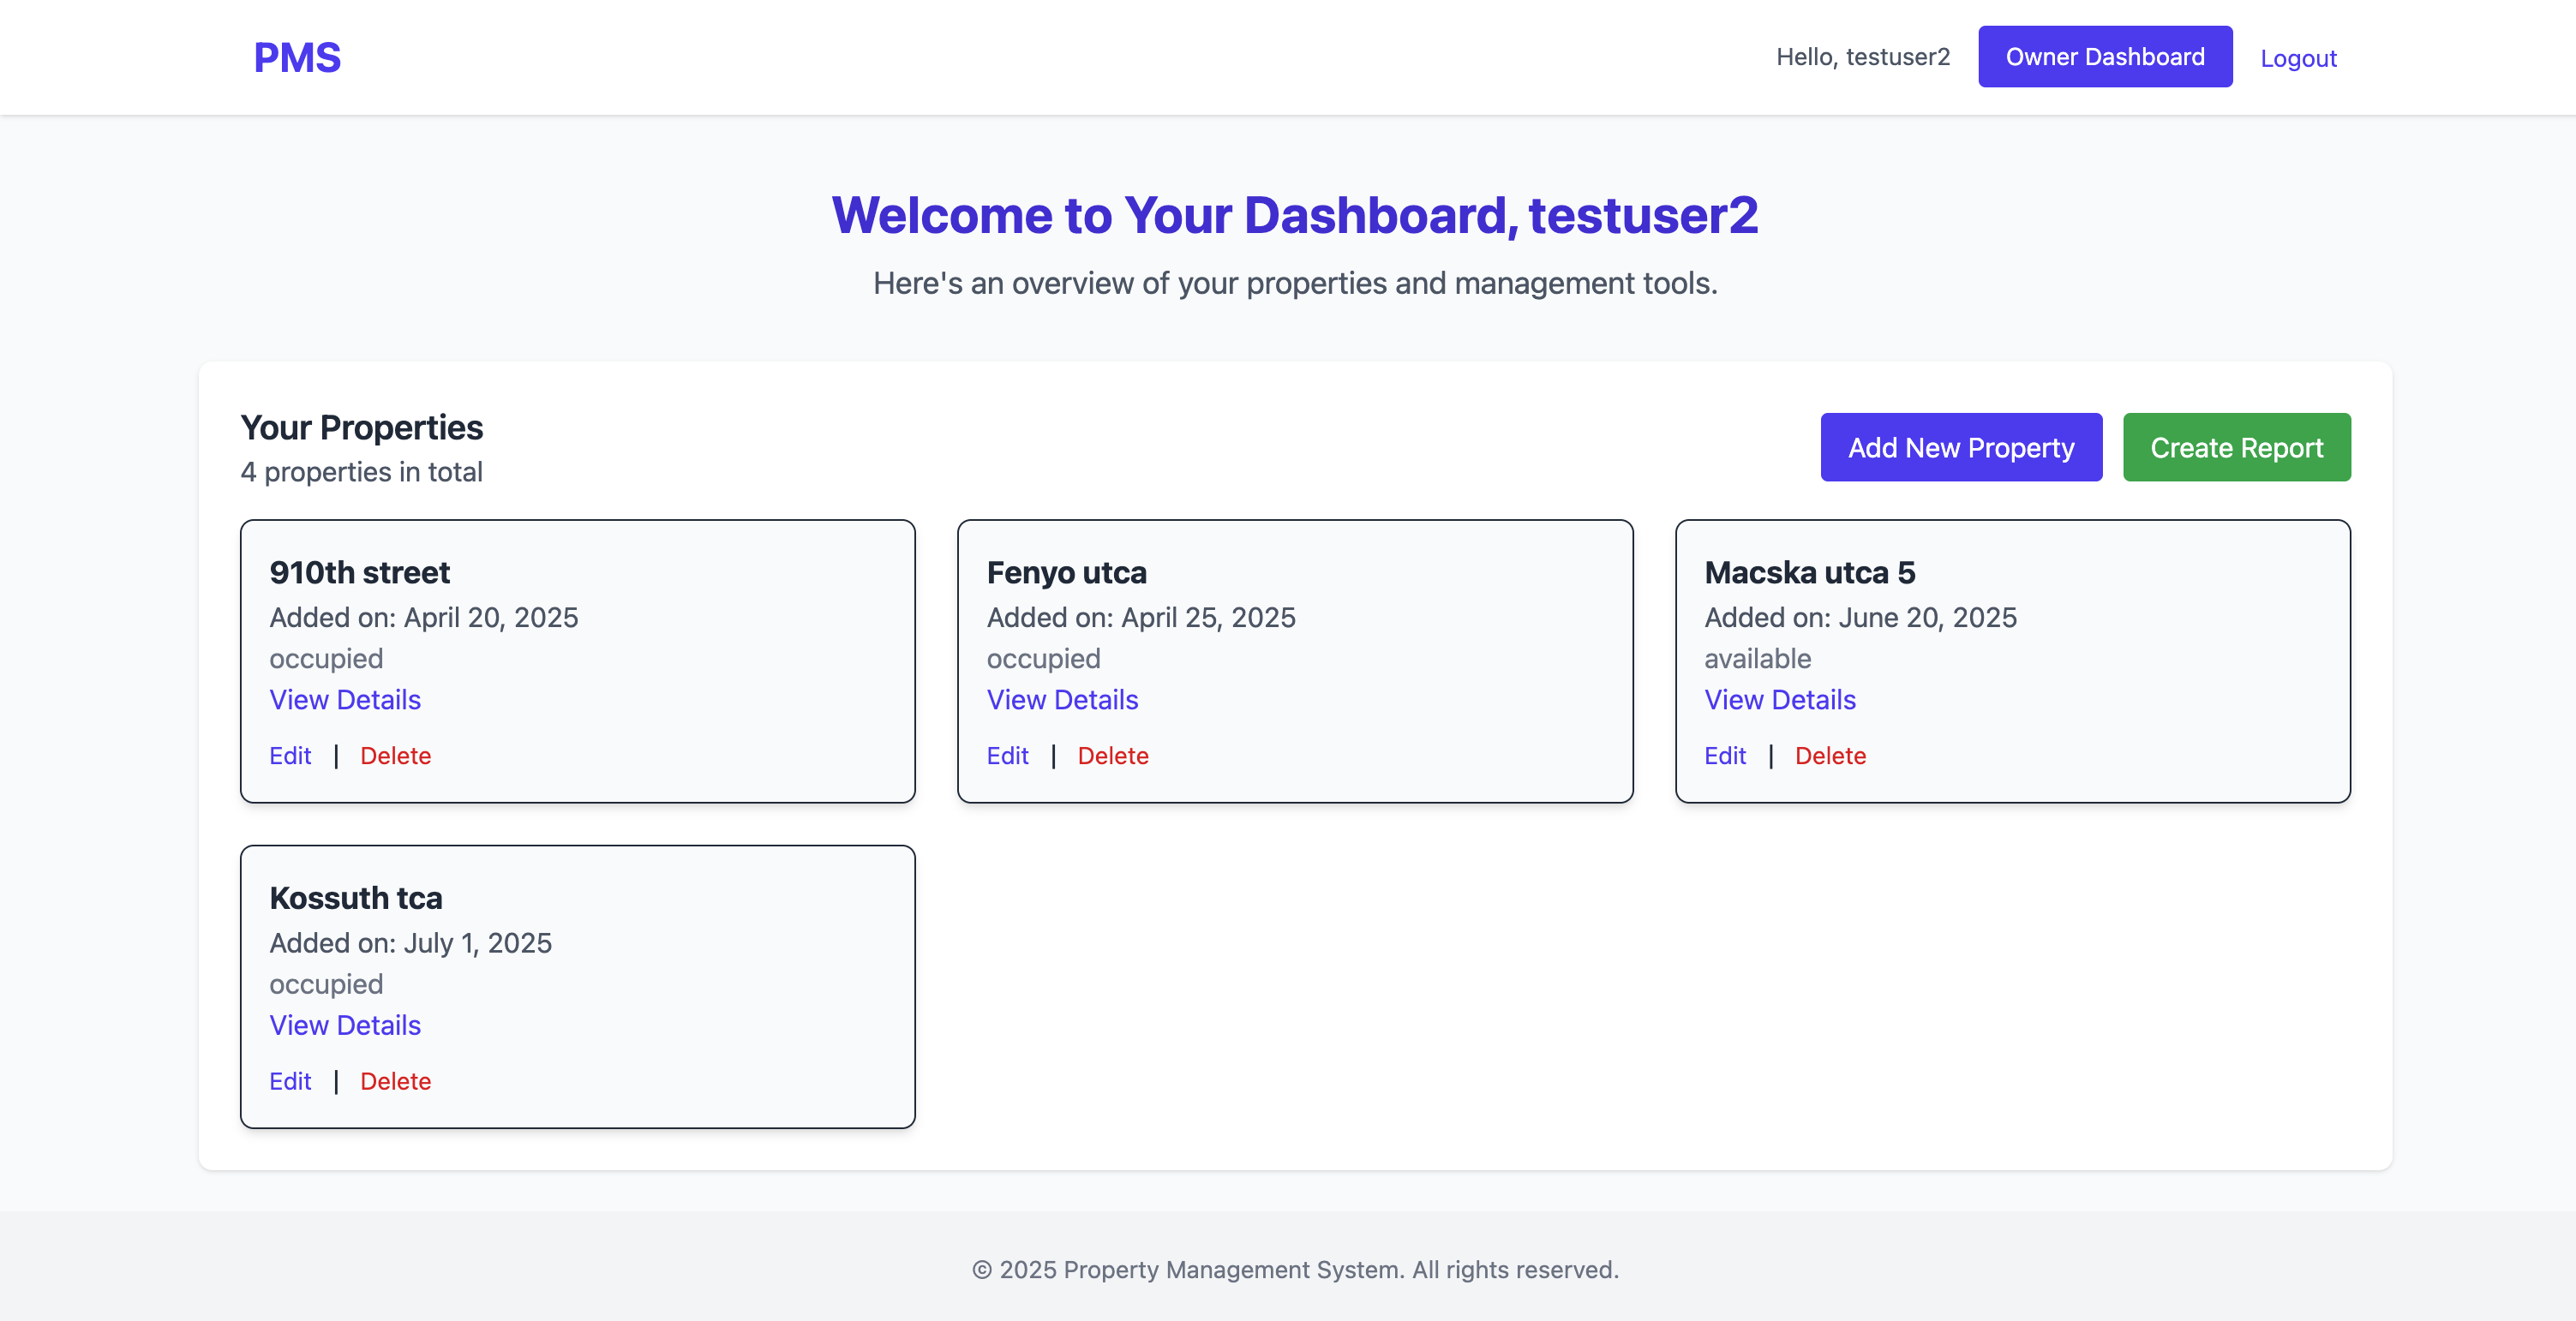 PMS
Hello, testuser2
Owner Dashboard
Logout
Welcome to Your Dashboard, testuser2
Here's an overview of your properties and management tools.
Your Properties
4 properties in total
Add New Property
Create Report
910th street
Added on: April 20, 2025
occupied
View Details
Edit | Delete
Fenyo utca
Added on: April 25, 2025
occupied
View Details
Edit | Delete
Macska utca 5
Added on: June 20, 2025
available
View Details
Edit | Delete
Kossuth tca
Added on: July 1, 2025
occupied
View Details
Edit | Delete
© 2025 Property Management System. All rights reserved.